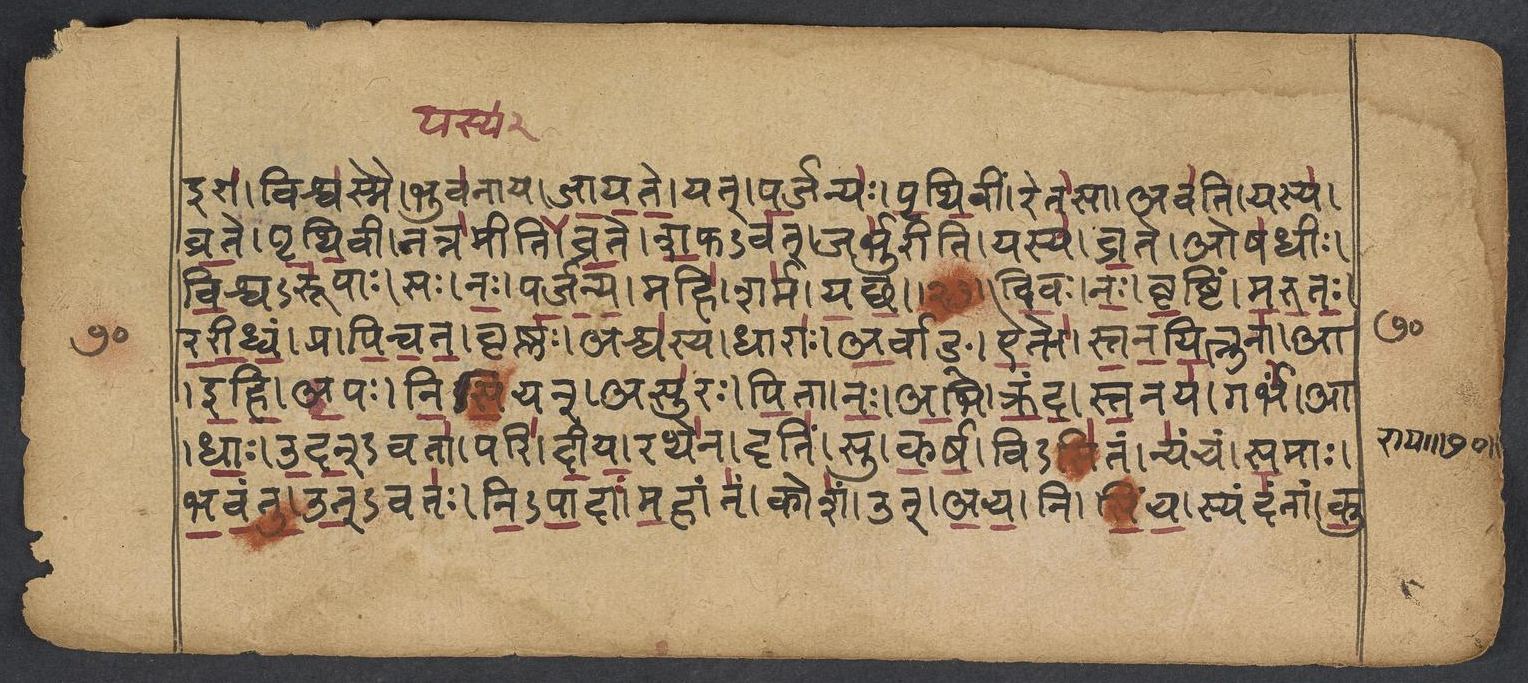 यस्य २
इरा। विश्वस्मै। भुवनाय। जायते। यत्। पर्जन्यः। पृथिवीं। रेतसा। अवति। यस्य।
व्रते। पृथिवी। नन्नमीति। व्रते। शफऽवत्। जर्भुरीति। यस्य। व्रते। ओषधीः।
विश्वऽरूपाः। सः। नः। पर्जन्य। महि। शर्म। यच्छ।। २७।। दिवः। नः। वृष्टिं। मरुतः।
ररीध्वं। प्र। पिन्वत। वृष्णः। अश्वस्य। धाराः। अर्वाङ्। एतेन। स्तनयित्नुना। आ
। इहि। अपः। निसिंचन्। असुरः। पिता। नः। अभि। क्रंद। स्तनय। गर्भं। आ
। धाः। उदन्ऽवता। परि। दीय। रथेन। दृतिं। सु। कर्ष। विऽसितं। न्यंचं। समाः।
भवंतु। उत्ऽवतः। निऽपादाः। महांतं। कोशं। उत्। अच। नि। सिंच। स्यंदंतां। कु
७०
७०
राम॥७०॥